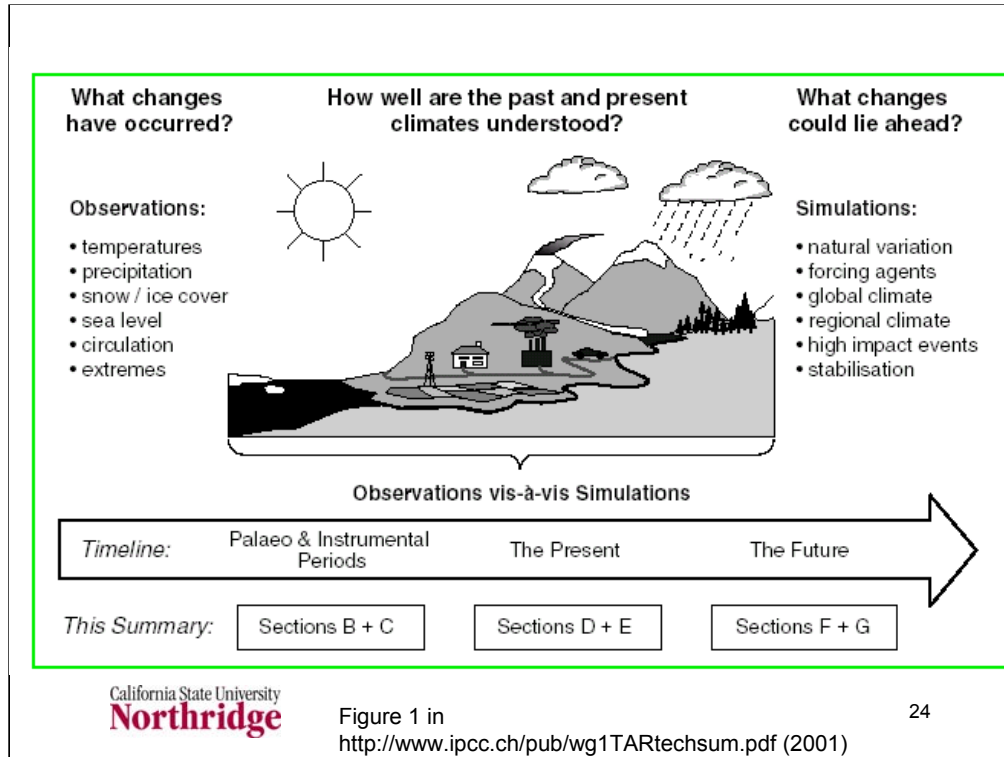 What changes
have occurred?
How well are the past and present
climates understood?
What changes
could lie ahead?
Observations:
• temperatures
• precipitation
• snow / ice cover
• sea level
• circulation
• extremes
Simulations:
• natural variation
• forcing agents
• global climate
• regional climate
• high impact events
• stabilisation
Observations vis-à-vis Simulations
Timeline:
Palaeo & Instrumental
Periods
The Present
The Future
This Summary:
Sections B + C
Sections D + E
Sections F + G
California State University
Northridge
Figure 1 in
http://www.ipcc.ch/pub/wg1TARtechsum.pdf (2001)
24